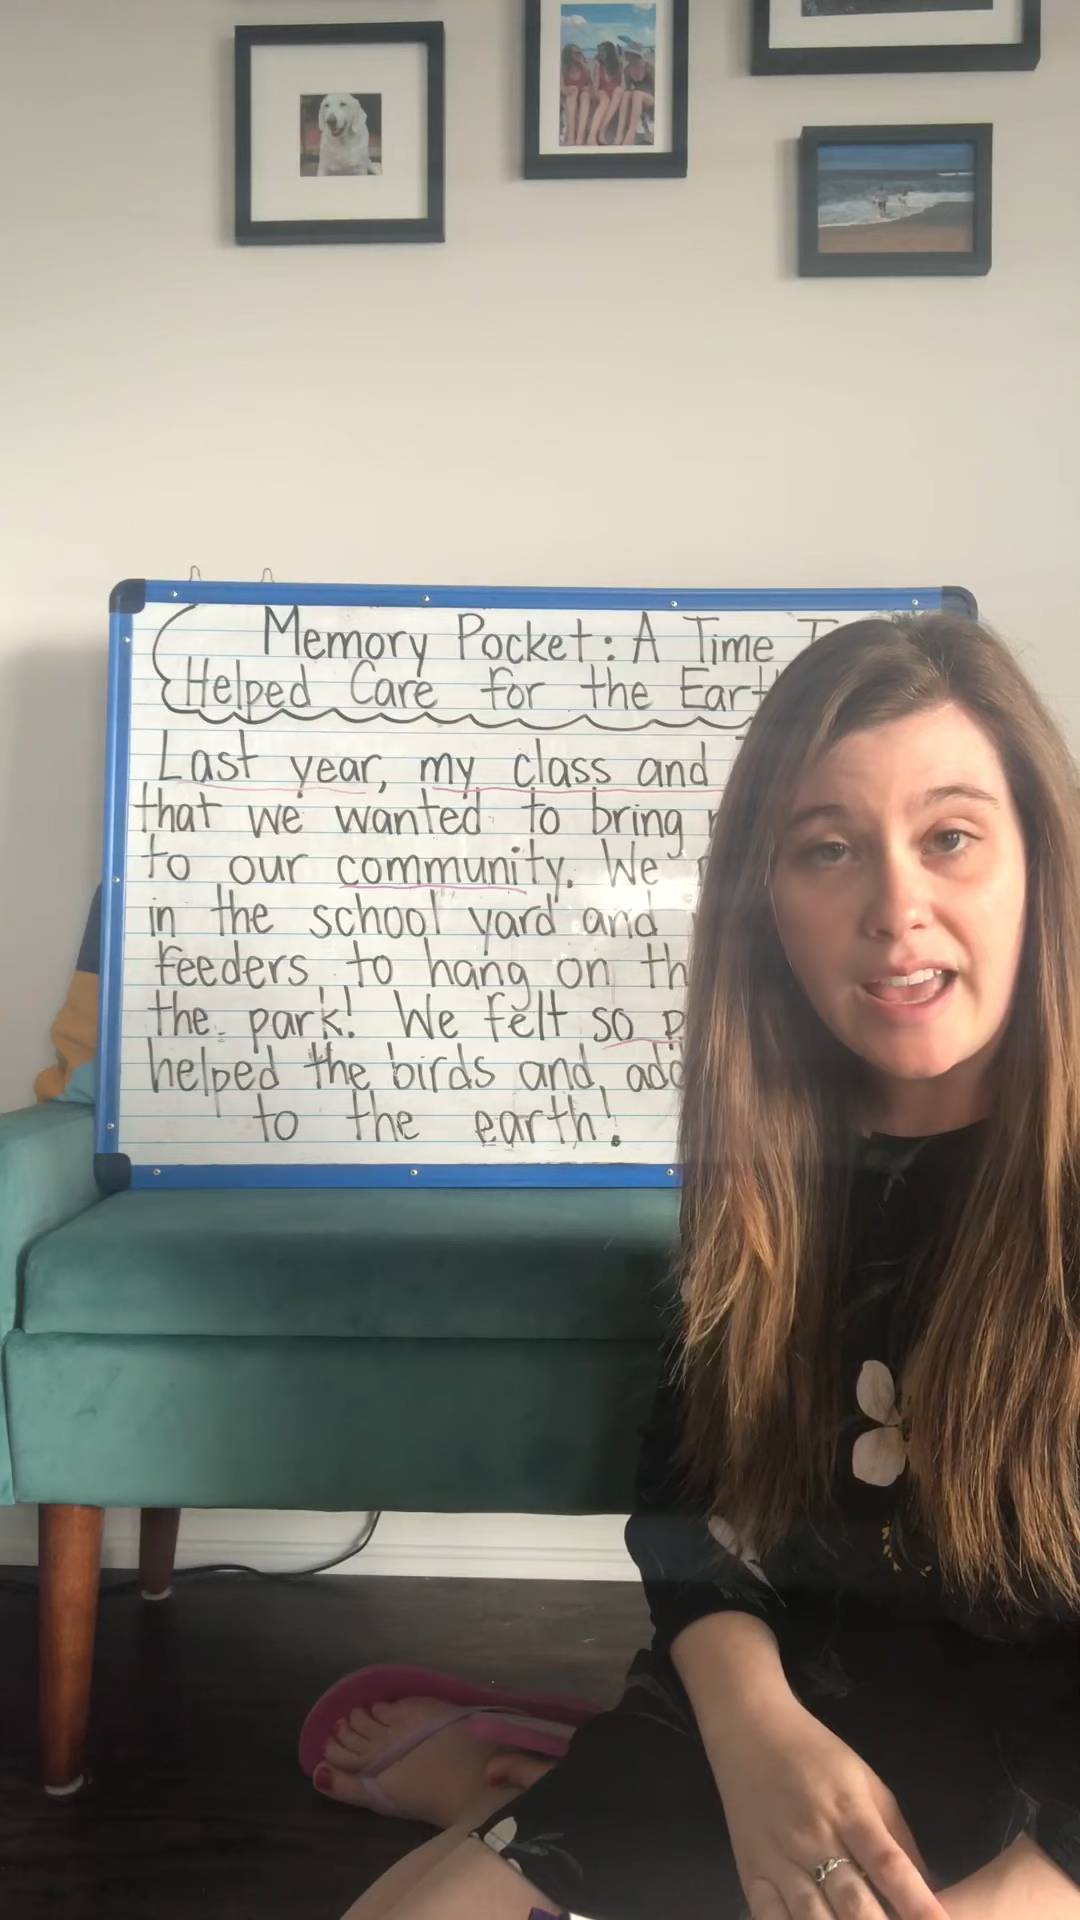 Memory Pocket: A Time
Helped Care for the
Last year, my class and
that we wanted to bring
to our community. We
in the school yard and
feeders to hang on
the park! We felt so
helped the birds and
to the earth!